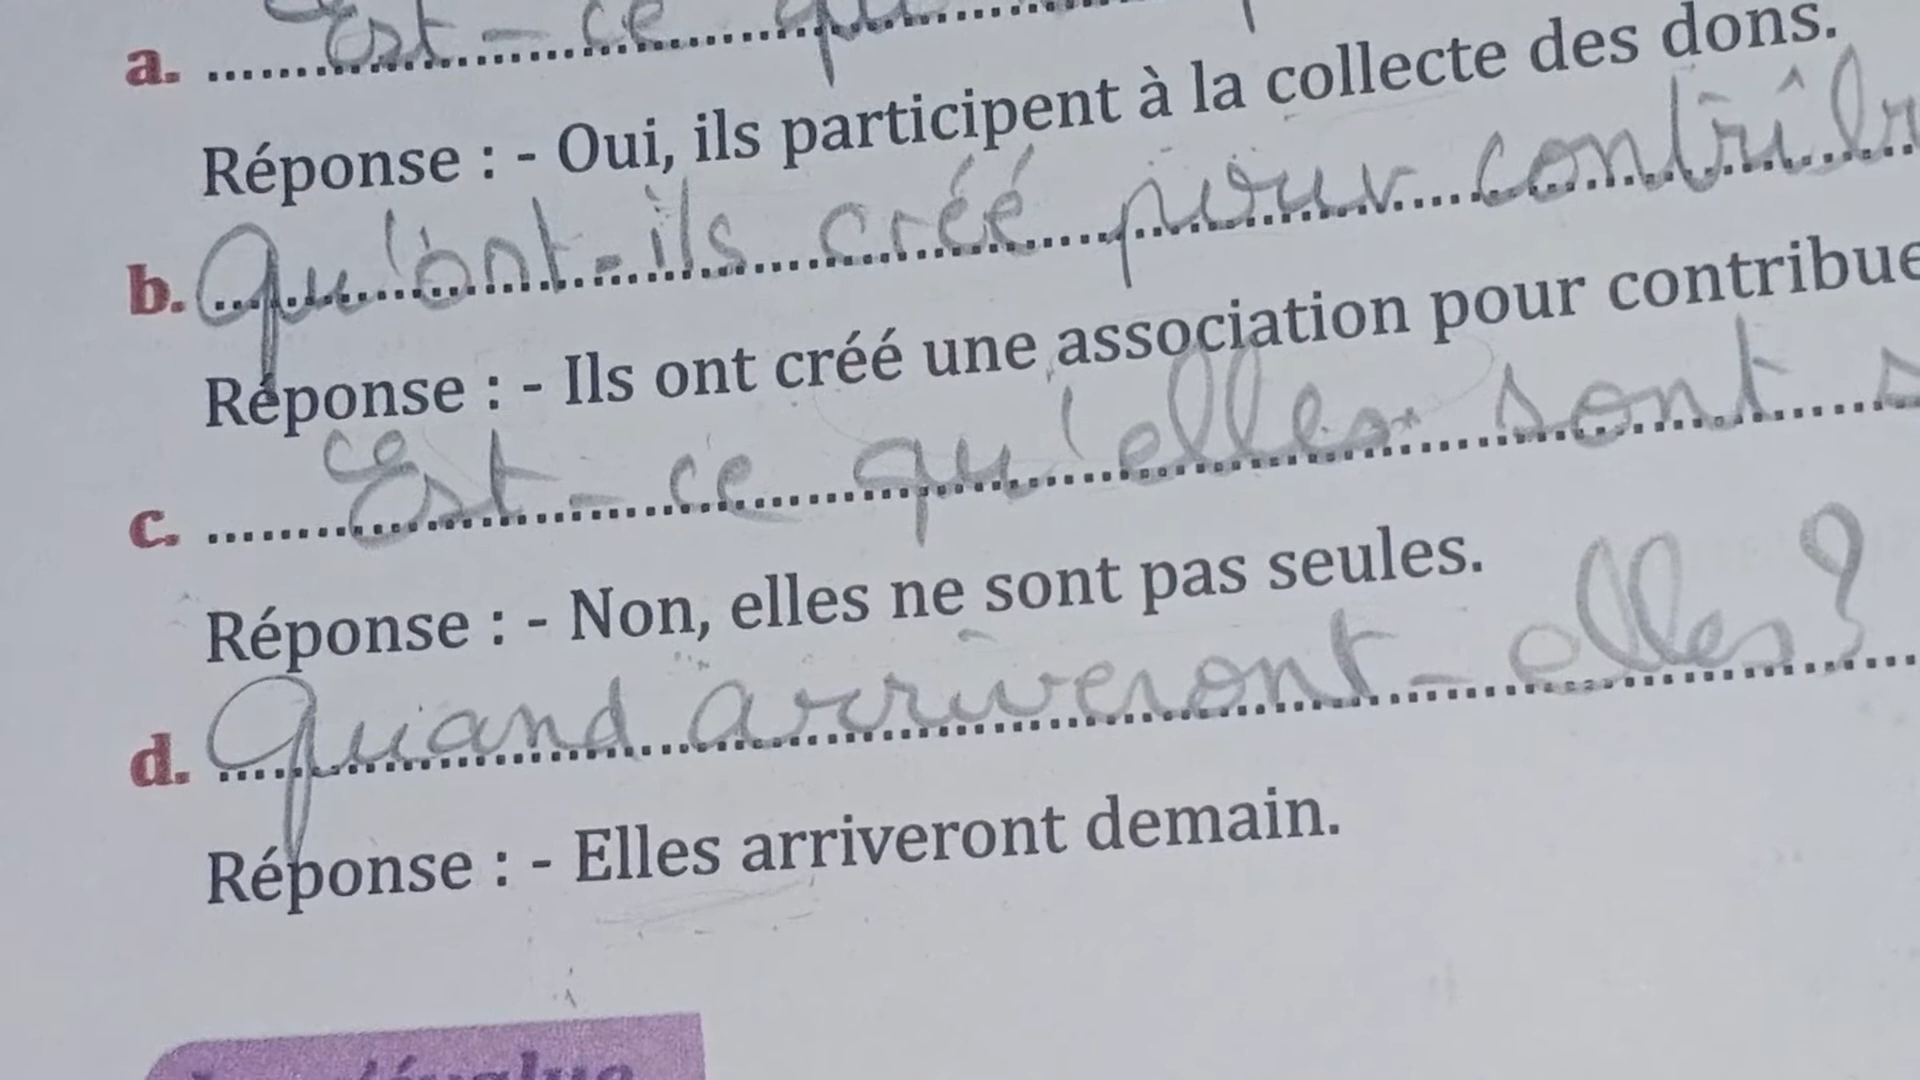 a. Est-ce qu
Réponse : - Oui, ils participent à la collecte des dons.
b. Qu'ont-ils créé pour
Réponse : - Ils ont créé une association pour contribue
c. Est-ce qu'elles sont s
Réponse : - Non, elles ne sont pas seules.
d. Quand arriveront-elles?
Réponse : - Elles arriveront demain.